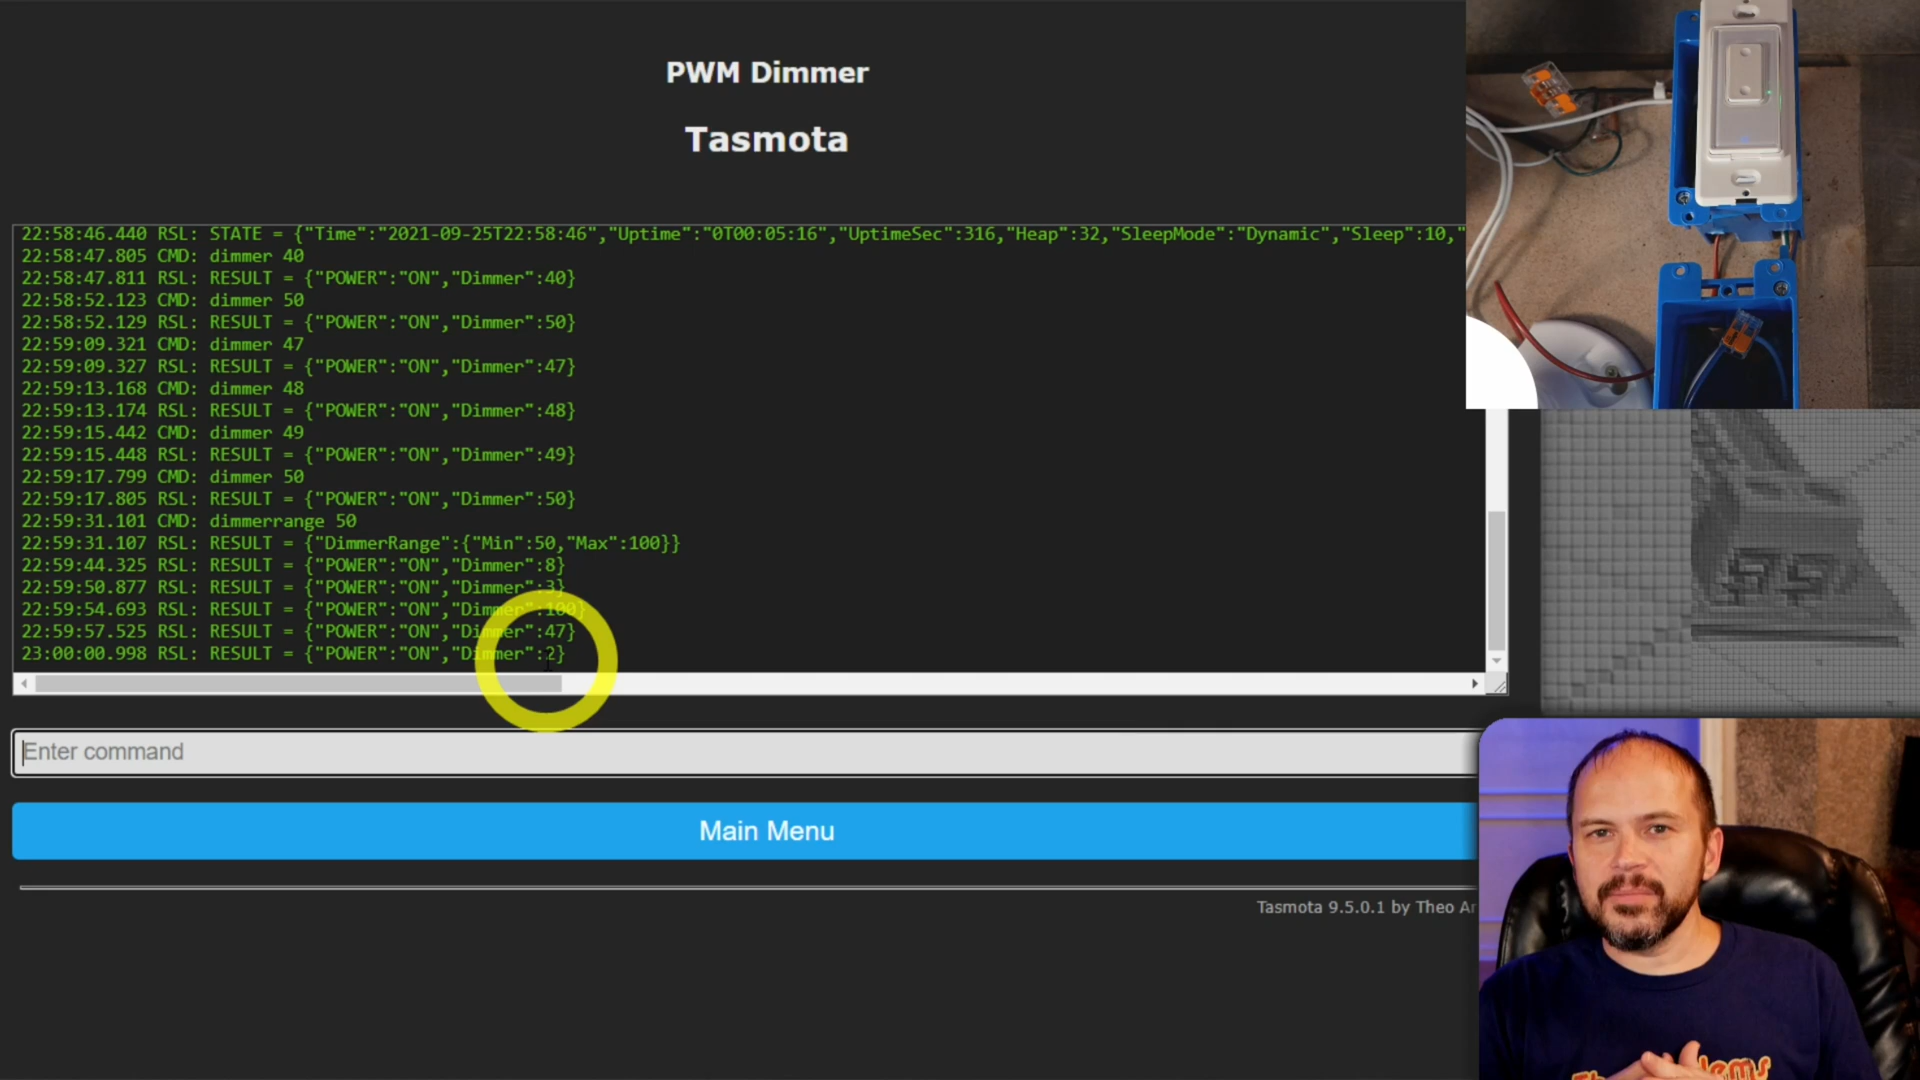 PWM Dimmer
Tasmota
22:58:46.440 RSL: STATE = {"Time":"2021-09-25T22:58:46","Uptime":"0T00:05:16","UptimeSec":316,"Heap":32,"SleepMode":"Dynamic","Sleep":10,"
22:58:47.805 CMD: dimmer 40
22:58:47.811 RSL: RESULT = {"POWER":"ON","Dimmer":40}
22:58:52.123 CMD: dimmer 50
22:58:52.129 RSL: RESULT = {"POWER":"ON","Dimmer":50}
22:59:09.321 CMD: dimmer 47
22:59:09.327 RSL: RESULT = {"POWER":"ON","Dimmer":47}
22:59:13.168 CMD: dimmer 48
22:59:13.174 RSL: RESULT = {"POWER":"ON","Dimmer":48}
22:59:15.442 CMD: dimmer 49
22:59:15.448 RSL: RESULT = {"POWER":"ON","Dimmer":49}
22:59:17.799 CMD: dimmer 50
22:59:17.805 RSL: RESULT = {"POWER":"ON","Dimmer":50}
22:59:31.101 CMD: dimmerrange 50
22:59:31.107 RSL: RESULT = {"DimmerRange":{"Min":50,"Max":100}}
22:59:44.325 RSL: RESULT = {"POWER":"ON","Dimmer":8}
22:59:50.877 RSL: RESULT = {"POWER":"ON","Dimmer":3}
22:59:54.693 RSL: RESULT = {"POWER":"ON","Dimmer":100}
22:59:57.525 RSL: RESULT = {"POWER":"ON","Dimmer":47}
23:00:00.998 RSL: RESULT = {"POWER":"ON","Dimmer":2}
Enter command
Main Menu
Tasmota 9.5.0.1 by Theo Ar